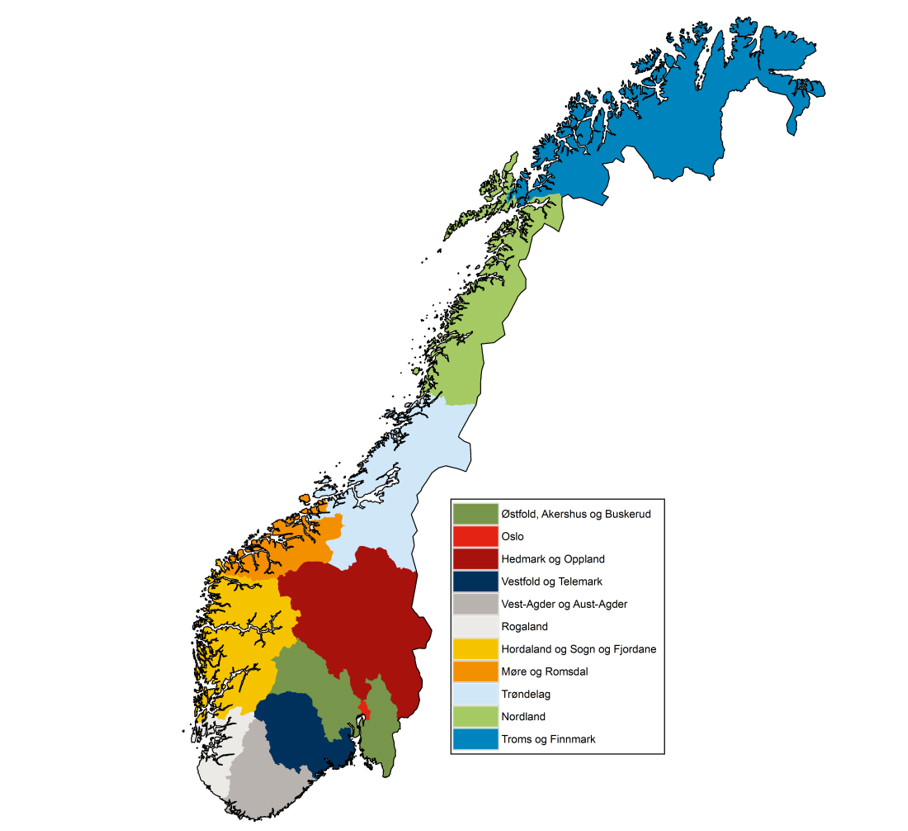 Østfold, Akershus og Buskerud
Oslo
Hedmark og Oppland
Vestfold og Telemark
Vest-Agder og Aust-Agder
Rogaland
Hordaland og Sogn og Fjordane
Møre og Romsdal
Trøndelag
Nordland
Troms og Finnmark